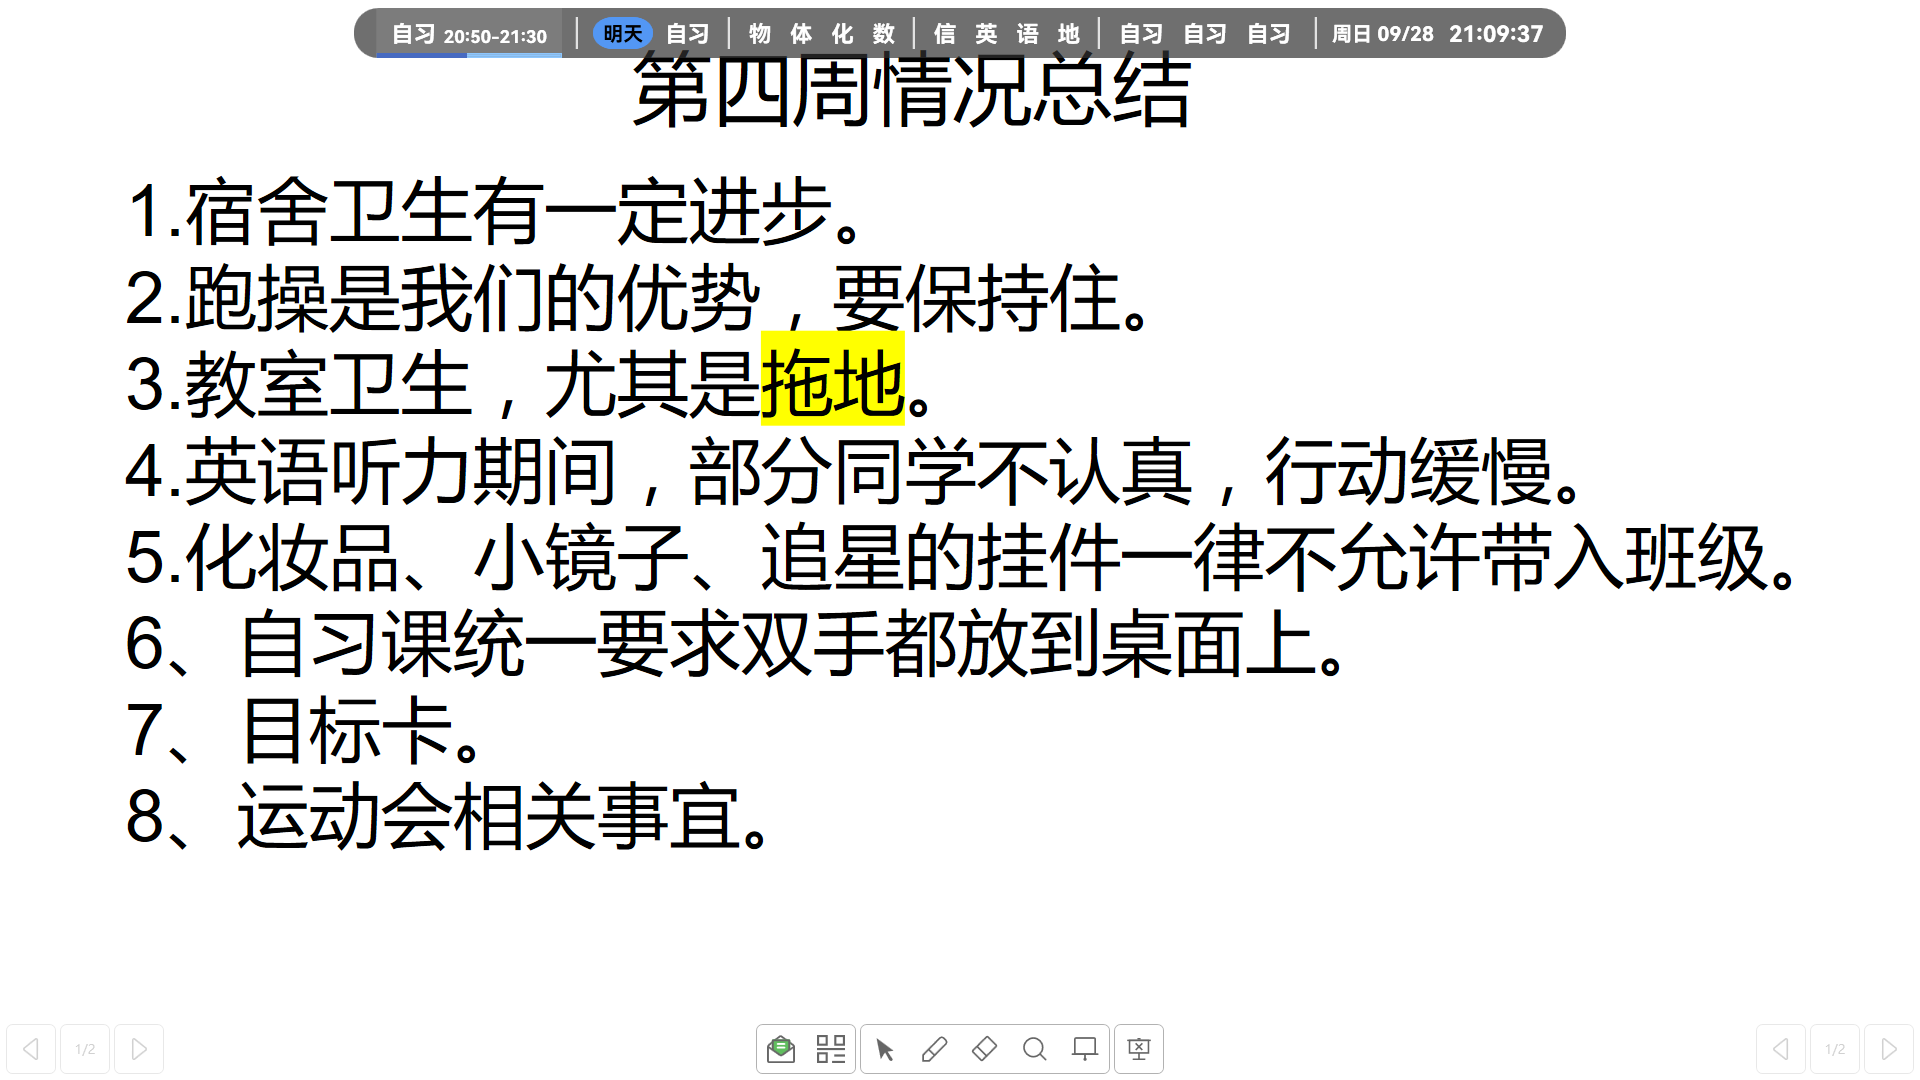 自习 20:50-21:30 明天 自习 物 体 化 数 信 英 语 地 自习 自习 自习 周日 09/28 21:09:37
第四周情况总结
1.宿舍卫生有一定进步。
2.跑操是我们的优势，要保持住。
3.教室卫生，尤其是拖地。
4.英语听力期间，部分同学不认真，行动缓慢。
5.化妆品、小镜子、追星的挂件一律不允许带入班级。
6、自习课统一要求双手都放到桌面上。
7、目标卡。
8、运动会相关事宜。
1/2 1/2